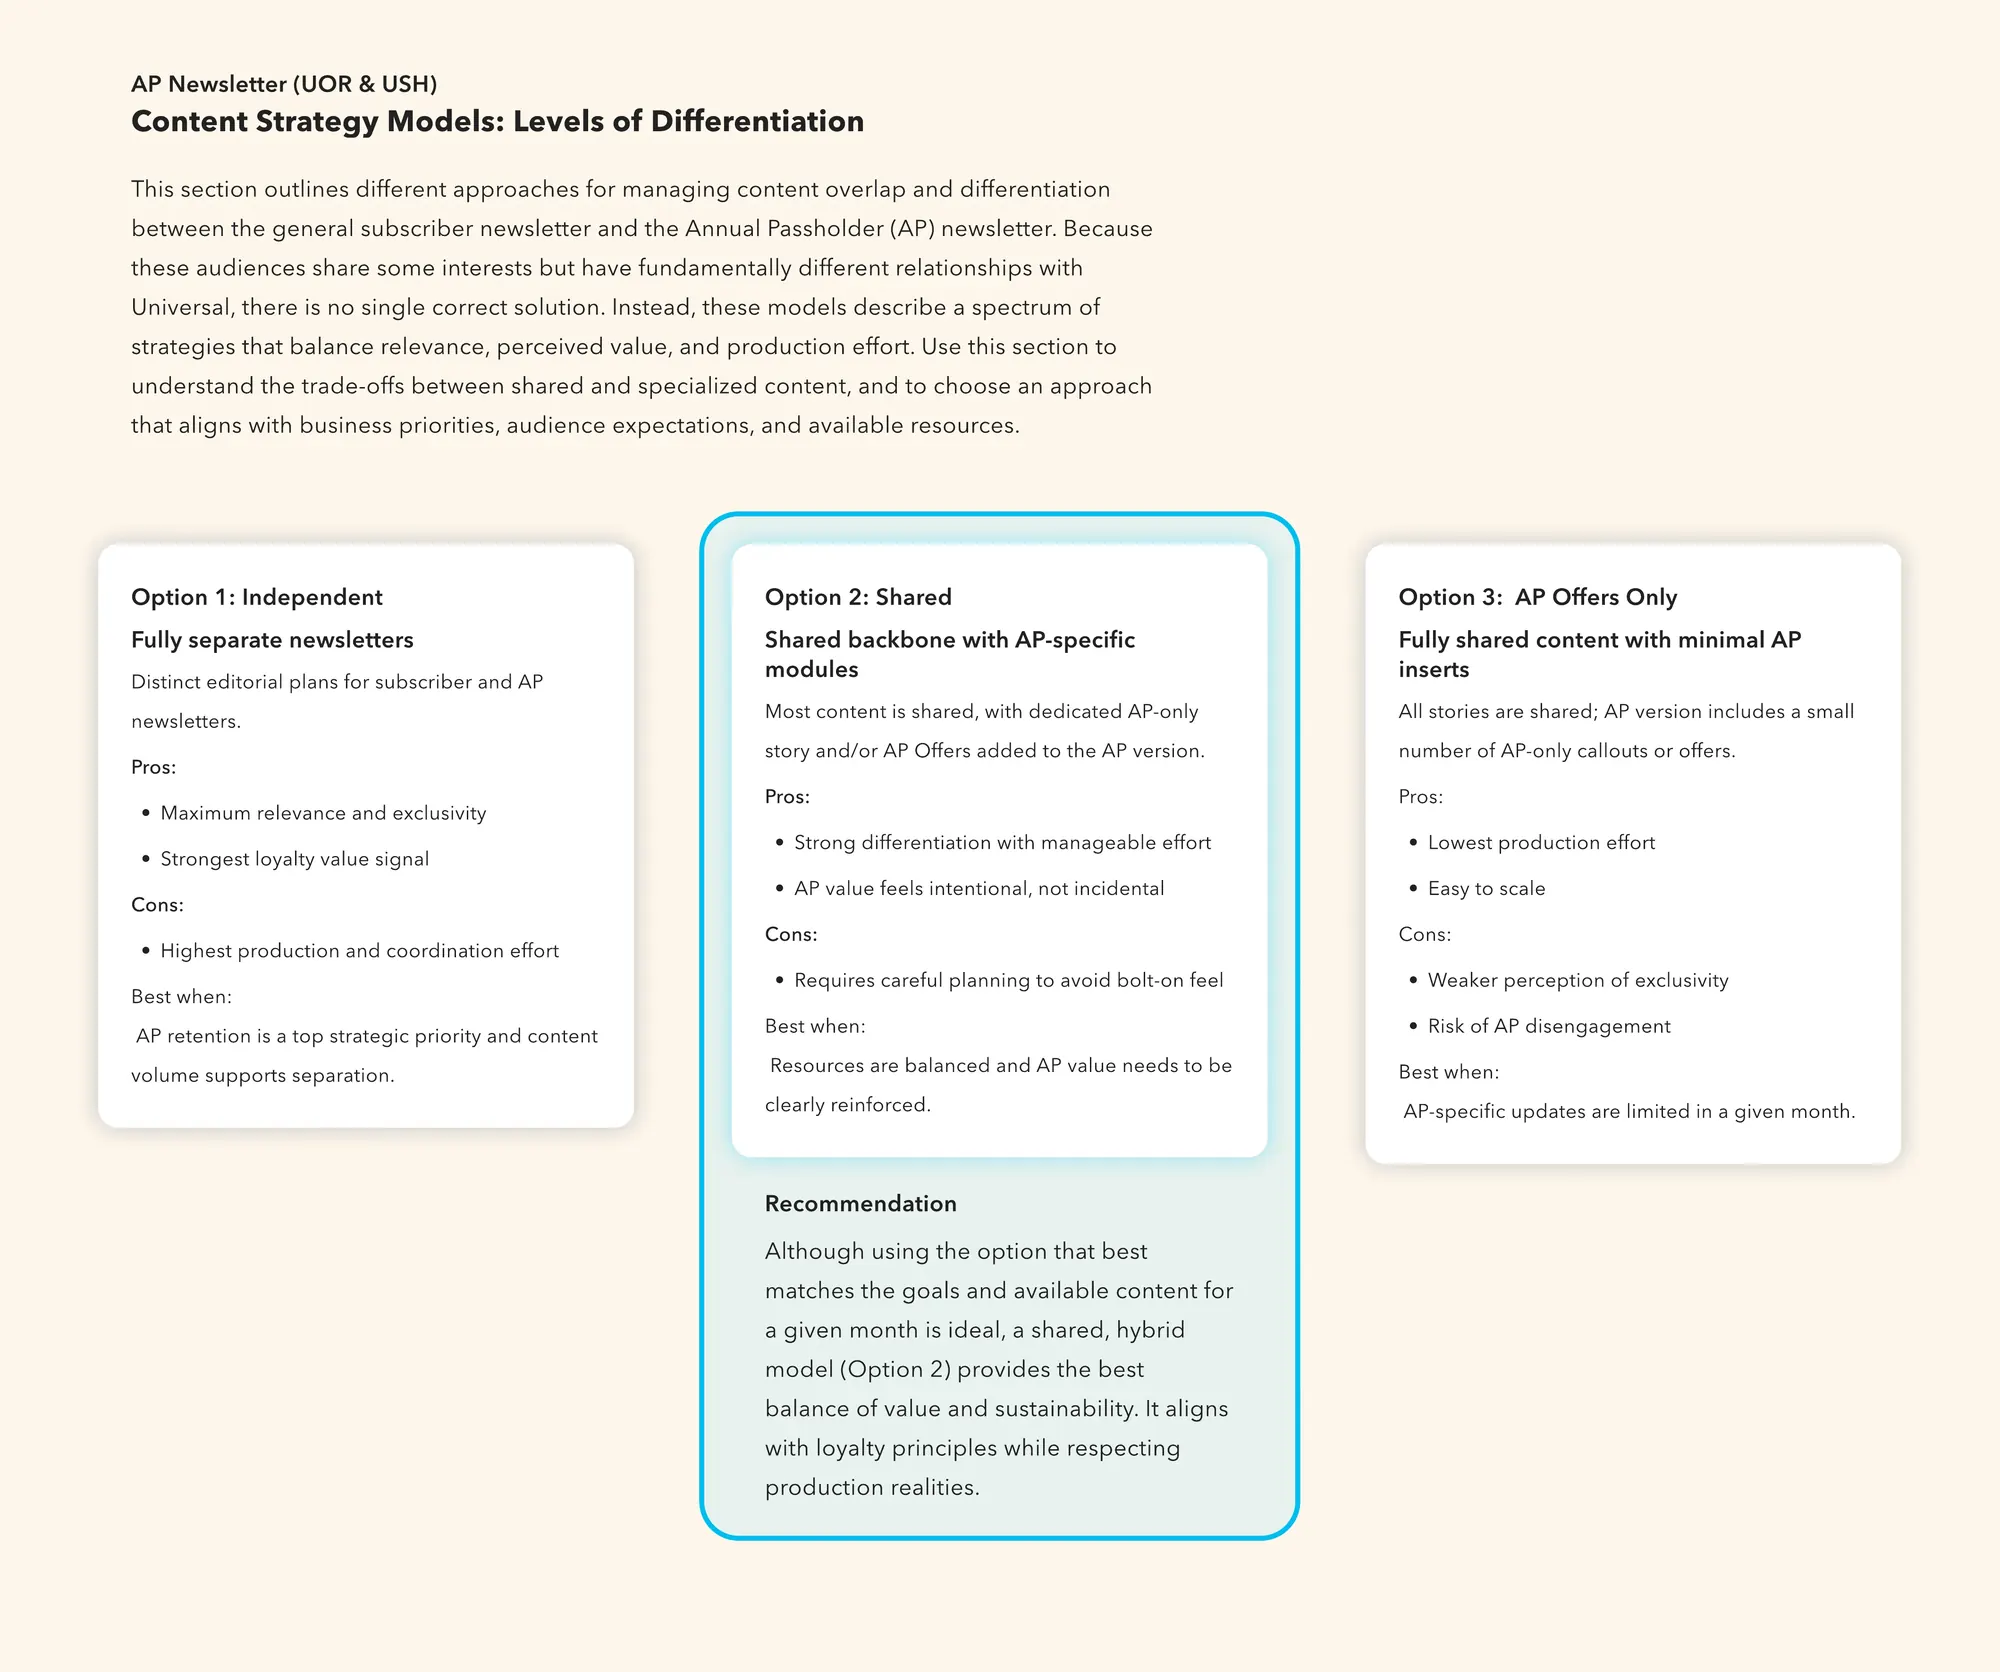 AP Newsletter (UOR & USH)
Content Strategy Models: Levels of Differentiation
This section outlines different approaches for managing content overlap and differentiation
between the general subscriber newsletter and the Annual Passholder (AP) newsletter. Because
these audiences share some interests but have fundamentally different relationships with
Universal, there is no single correct solution. Instead, these models describe a spectrum of
strategies that balance relevance, perceived value, and production effort. Use this section to
understand the trade-offs between shared and specialized content, and to choose an approach
that aligns with business priorities, audience expectations, and available resources.
Option 1: Independent
Fully separate newsletters
Distinct editorial plans for subscriber and AP
newsletters.
Pros:
• Maximum relevance and exclusivity
• Strongest loyalty value signal
Cons:
• Highest production and coordination effort
Best when:
AP retention is a top strategic priority and content
volume supports separation.
Option 2: Shared
Shared backbone with AP-specific
modules
Most content is shared, with dedicated AP-only
story and/or AP Offers added to the AP version.
Pros:
• Strong differentiation with manageable effort
• AP value feels intentional, not incidental
Cons:
• Requires careful planning to avoid bolt-on feel
Best when:
Resources are balanced and AP value needs to be
clearly reinforced.
Recommendation
Although using the option that best
matches the goals and available content for
a given month is ideal, a shared, hybrid
model (Option 2) provides the best
balance of value and sustainability. It aligns
with loyalty principles while respecting
production realities.
Option 3:  AP Offers Only
Fully shared content with minimal AP
inserts
All stories are shared; AP version includes a small
number of AP-only callouts or offers.
Pros:
• Lowest production effort
• Easy to scale
Cons:
• Weaker perception of exclusivity
• Risk of AP disengagement
Best when:
AP-specific updates are limited in a given month.